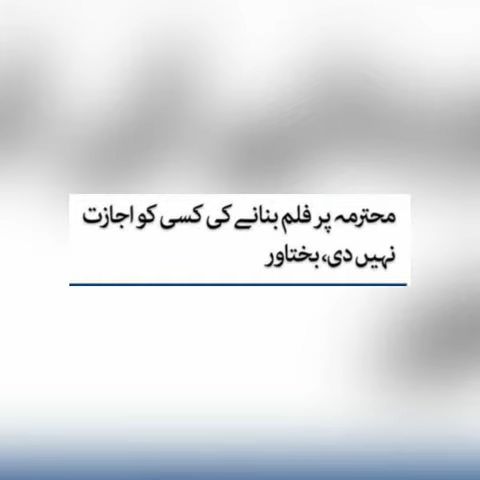 محترمہ پر فلم بنانے کی کسی کو اجازت
نہیں دی، بختاور